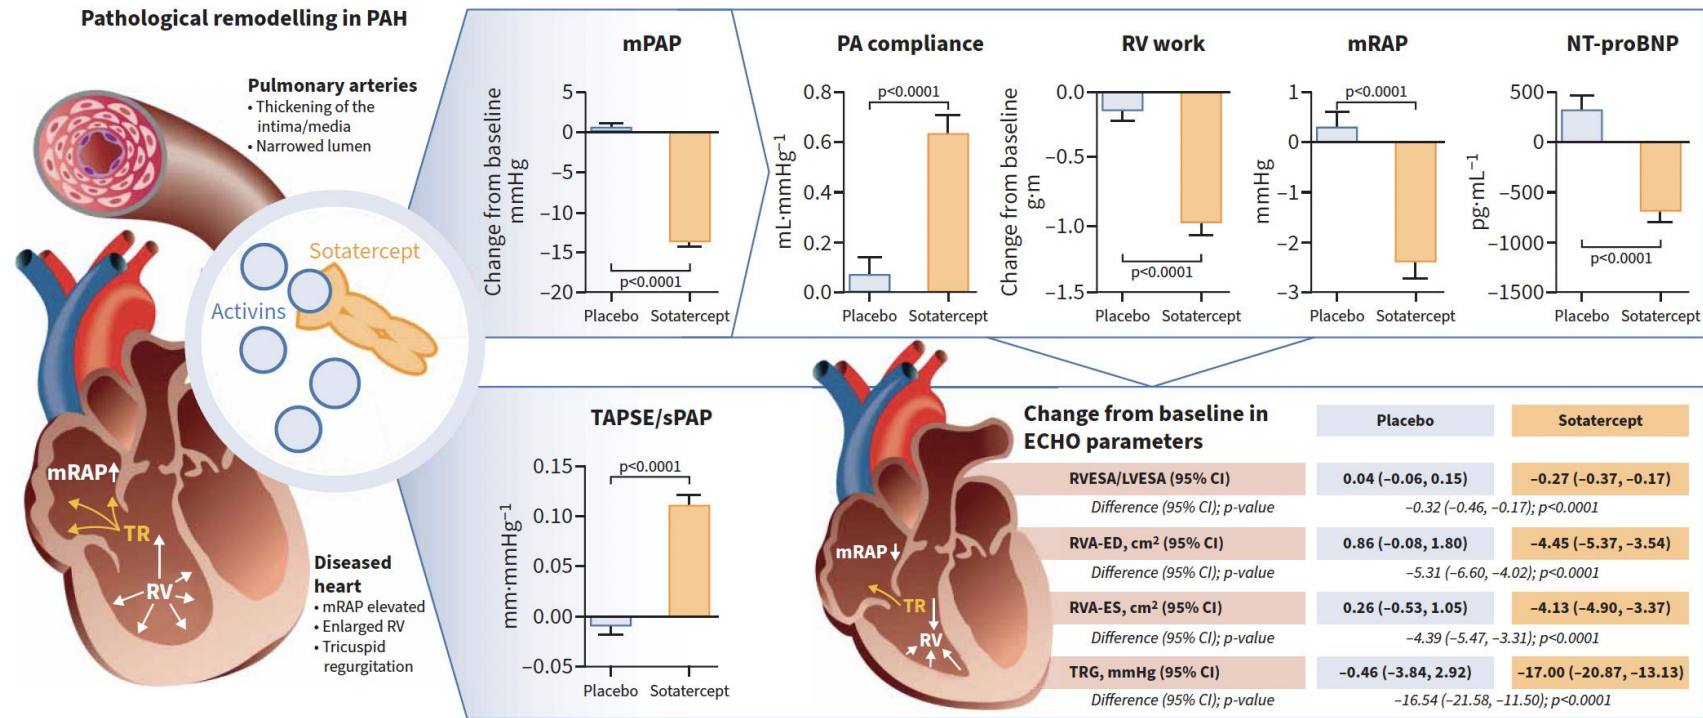 Pathological remodelling in PAH
Pulmonary arteries
• Thickening of the
intima/media
• Narrowed lumen
Sotatercept
Activins
mRAP↑
TR
RV
Diseased
heart
• mRAP elevated
• Enlarged RV
• Tricuspid
regurgitation
mPAP
Change from baseline
mmHg
5
0
−5
−10
−15
−20
p<0.0001
Placebo Sotatercept
PA compliance
mL·mmHg⁻¹
0.8
0.6
0.4
0.2
0.0
p<0.0001
Placebo Sotatercept
RV work
Change from baseline
g·m
0.0
−0.5
−1.0
−1.5
p<0.0001
Placebo Sotatercept
mRAP
mmHg
1
0
−1
−2
−3
p<0.0001
Placebo Sotatercept
NT-proBNP
pg·mL⁻¹
500
0
−500
−1000
−1500
p<0.0001
Placebo Sotatercept
TAPSE/sPAP
mm·mmHg⁻¹
0.15
0.10
0.05
0.00
−0.05
p<0.0001
Placebo Sotatercept
mRAP↓
TR
RV
Change from baseline in
ECHO parameters
Placebo Sotatercept
RVESA/LVESA (95% CI) 0.04 (−0.06, 0.15) −0.27 (−0.37, −0.17)
Difference (95% CI); p-value −0.32 (−0.46, −0.17); p<0.0001
RVA-ED, cm² (95% CI) 0.86 (−0.08, 1.80) −4.45 (−5.37, −3.54)
Difference (95% CI); p-value −5.31 (−6.60, −4.02); p<0.0001
RVA-ES, cm² (95% CI) 0.26 (−0.53, 1.05) −4.13 (−4.90, −3.37)
Difference (95% CI); p-value −4.39 (−5.47, −3.31); p<0.0001
TRG, mmHg (95% CI) −0.46 (−3.84, 2.92) −17.00 (−20.87, −13.13)
Difference (95% CI); p-value −16.54 (−21.58, −11.50); p<0.0001